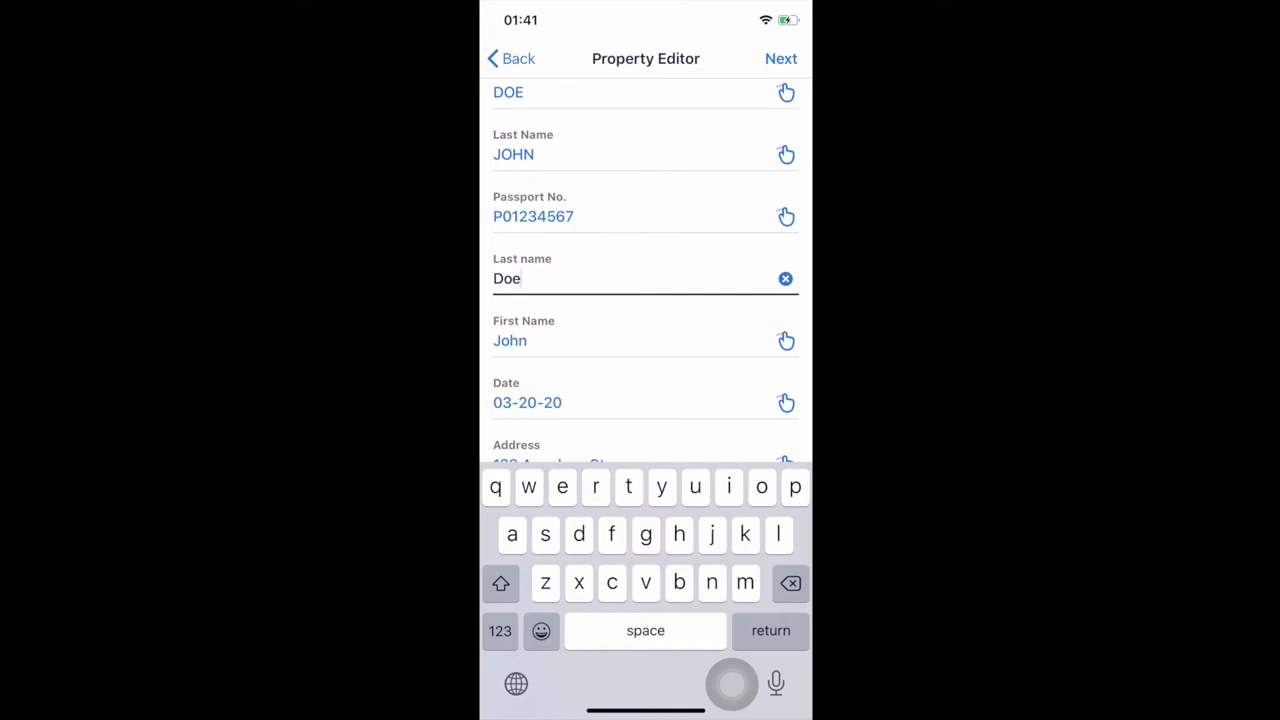 01:41
Back Property Editor Next
DOE
Last Name
JOHN
Passport No.
P01234567
Last name
Doe
First Name
John
Date
03-20-20
Address
q w e r t y u i o p
a s d f g h j k l
z x c v b n m
123 space return